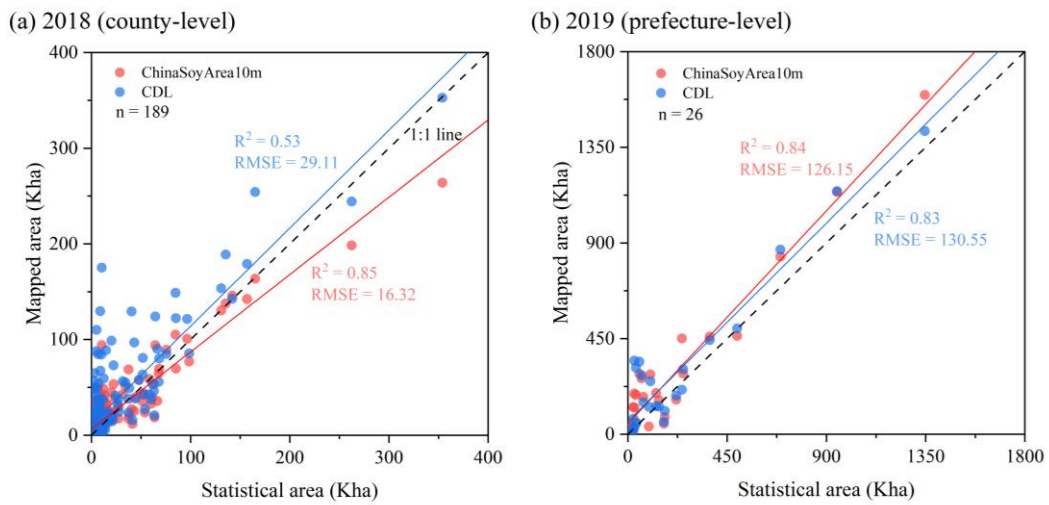 (a) 2018 (county-level)
400
300
200
100
0
Mapped area (Kha)
ChinaSoyArea10m
CDL
n = 189
R² = 0.53
RMSE = 29.11
1:1 line
R² = 0.85
RMSE = 16.32
0 100 200 300 400
Statistical area (Kha)
(b) 2019 (prefecture-level)
1800
1350
900
450
0
Mapped area (Kha)
ChinaSoyArea10m
CDL
n = 26
R² = 0.84
RMSE = 126.15
R² = 0.83
RMSE = 130.55
0 450 900 1350 1800
Statistical area (Kha)